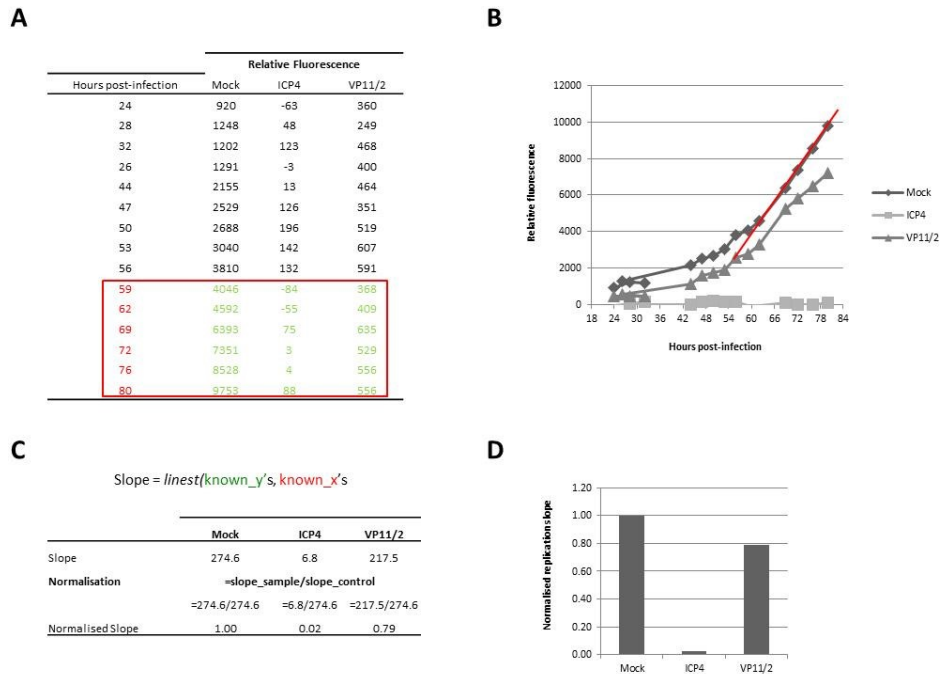 A
Relative Fluorescence
Hours post-infection Mock ICP4 VP11/2
24 920 -63 360
28 1248 48 249
32 1202 123 468
26 1291 -3 400
44 2155 13 464
47 2529 126 351
50 2688 196 519
53 3040 142 607
56 3810 132 591
59 4046 -84 368
62 4592 -55 409
69 6393 75 635
72 7351 3 529
76 8528 4 556
80 9753 88 556
B
12000
10000
8000
6000
4000
2000
0
Relative fluorescence
18 24 30 36 42 48 54 60 66 72 78 84
Hours post-infection
Mock
ICP4
VP11/2
C
Slope = linest(known_y's, known_x's
Mock ICP4 VP11/2
Slope 274.6 6.8 217.5
Normalisation =slope_sample/slope_control
=274.6/274.6 =6.8/274.6 =217.5/274.6
Normalised Slope 1.00 0.02 0.79
D
1.20
1.00
0.80
0.60
0.40
0.20
0.00
Normalised replication slope
Mock ICP4 VP11/2